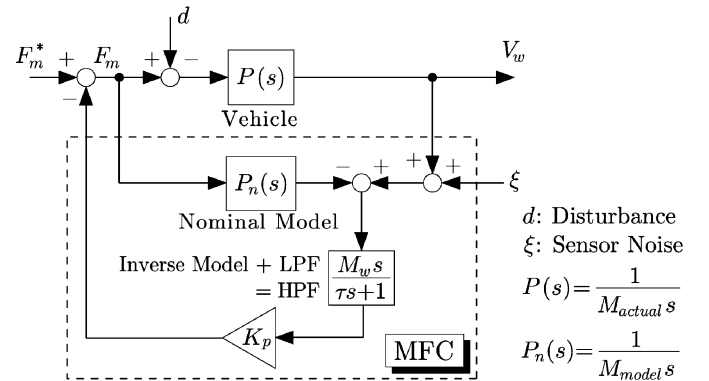 d
F_m^* + F_m + − P(s) V_w
−
Vehicle
+ +
P_n(s) − + ξ
Nominal Model
Inverse Model + LPF
= HPF
M_w s
τs+1
K_p
MFC
d: Disturbance
ξ: Sensor Noise
P(s)= 1
M_actual s
P_n(s)= 1
M_model s